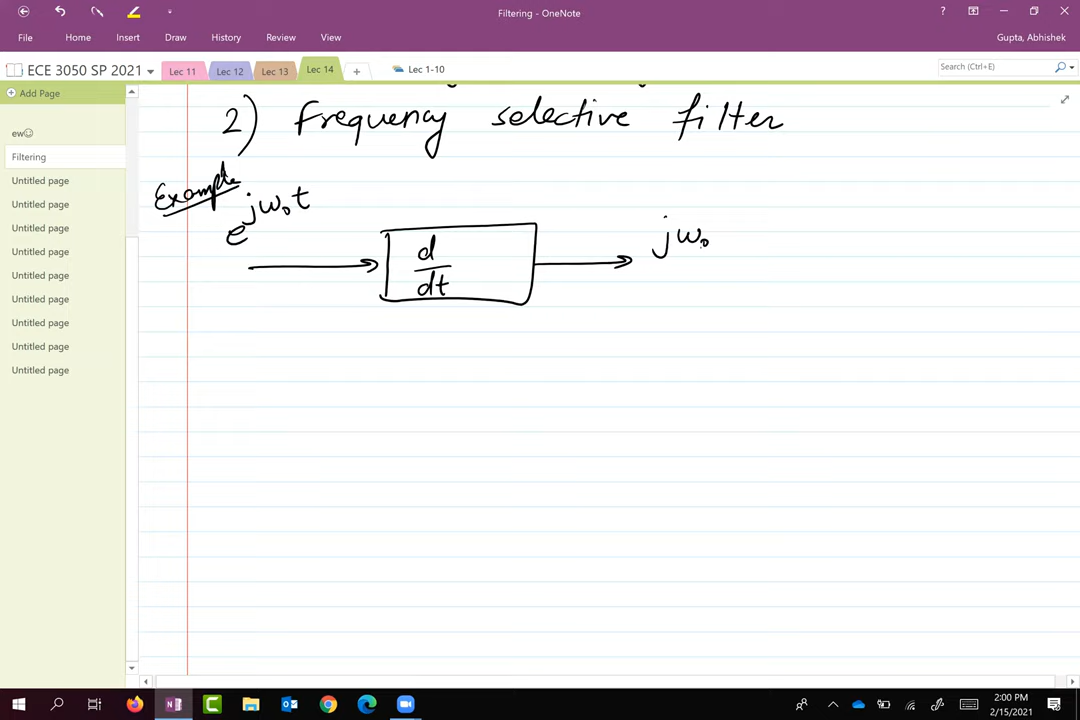 Filtering - OneNote
File Home Insert Draw History Review View
Gupta, Abhishek
ECE 3050 SP 2021
Lec 11
Lec 12
Lec 13
Lec 14
Lec 1-10
Search (Ctrl+E)
Add Page
ew☺
Filtering
Untitled page
Untitled page
Untitled page
Untitled page
Untitled page
Untitled page
Untitled page
Untitled page
Untitled page
2) frequency selective filter
Example
e^{jω₀t}
d/dt
jω₀
2:00 PM
2/15/2021